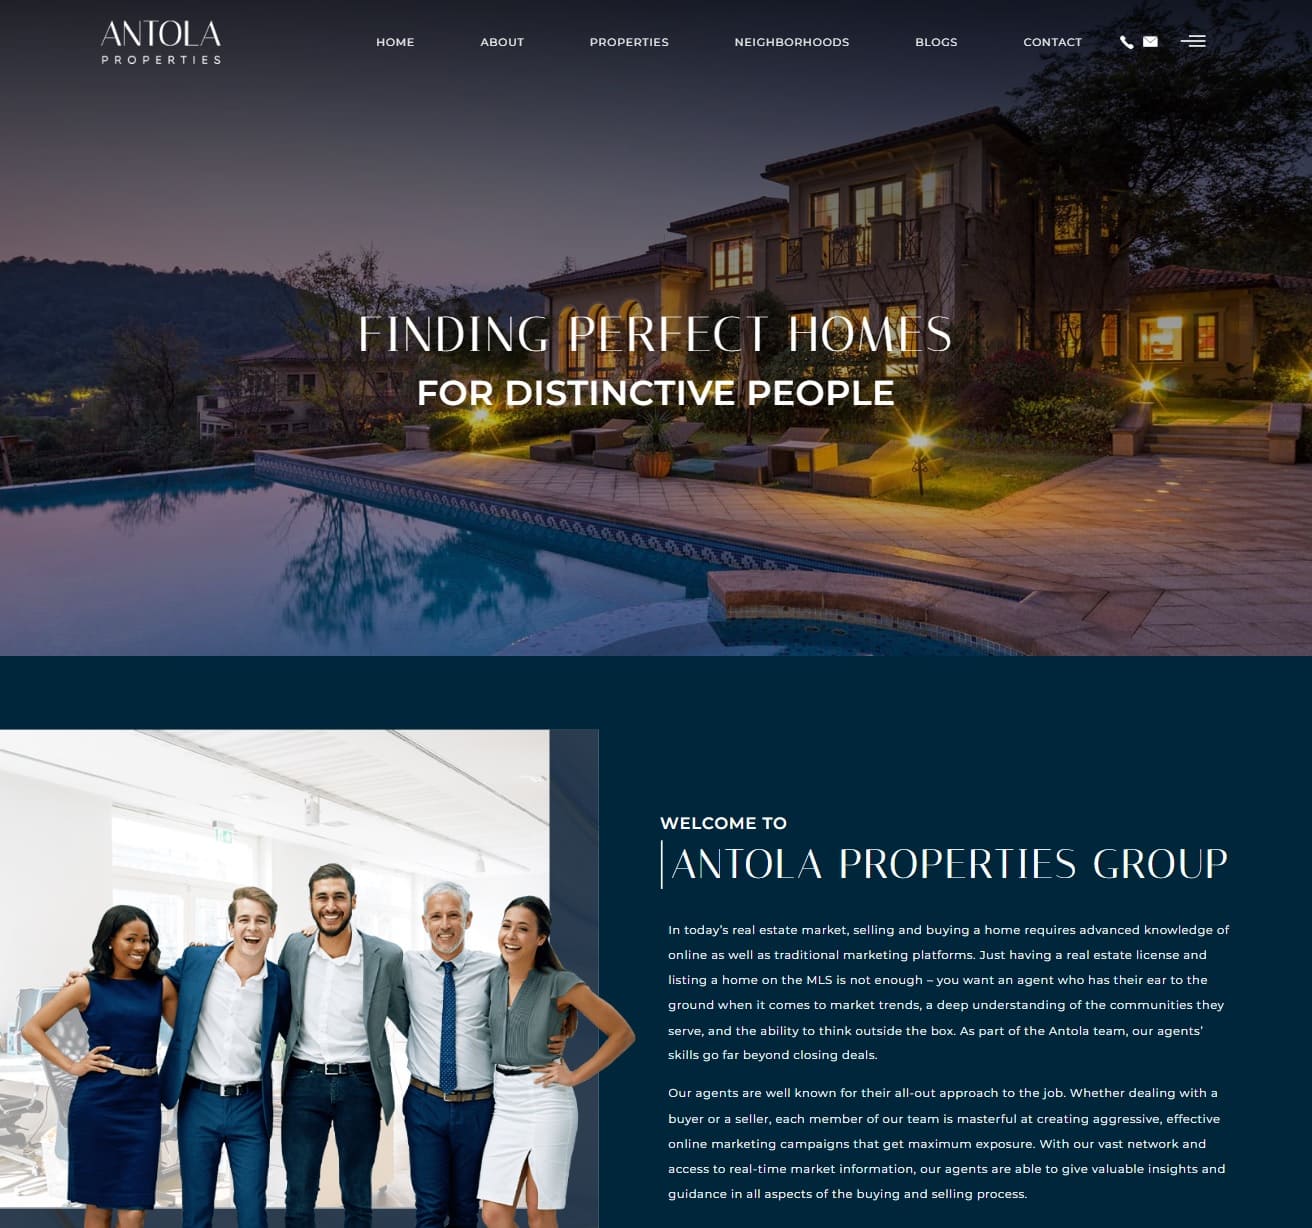 ANTOLA
PROPERTIES
HOME
ABOUT
PROPERTIES
NEIGHBORHOODS
BLOGS
CONTACT
FINDING PERFECT HOMES
FOR DISTINCTIVE PEOPLE
WELCOME TO
ANTOLA PROPERTIES GROUP
In today’s real estate market, selling and buying a home requires advanced knowledge of
online as well as traditional marketing platforms. Just having a real estate license and
listing a home on the MLS is not enough – you want an agent who has their ear to the
ground when it comes to market trends, a deep understanding of the communities they
serve, and the ability to think outside the box. As part of the Antola team, our agents’
skills go far beyond closing deals.
Our agents are well known for their all-out approach to the job. Whether dealing with a
buyer or a seller, each member of our team is masterful at creating aggressive, effective
online marketing campaigns that get maximum exposure. With our vast network and
access to real-time market information, our agents are able to give valuable insights and
guidance in all aspects of the buying and selling process.